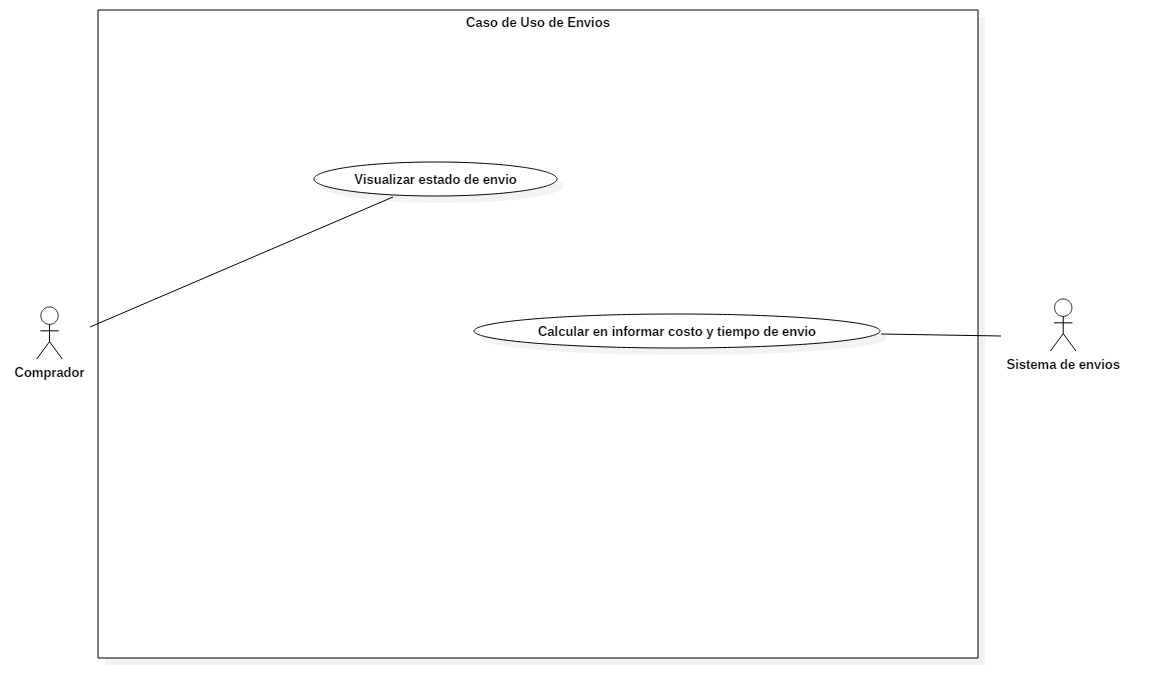 Caso de Uso de Envios
Visualizar estado de envio
Calcular en informar costo y tiempo de envio
Comprador
Sistema de envios